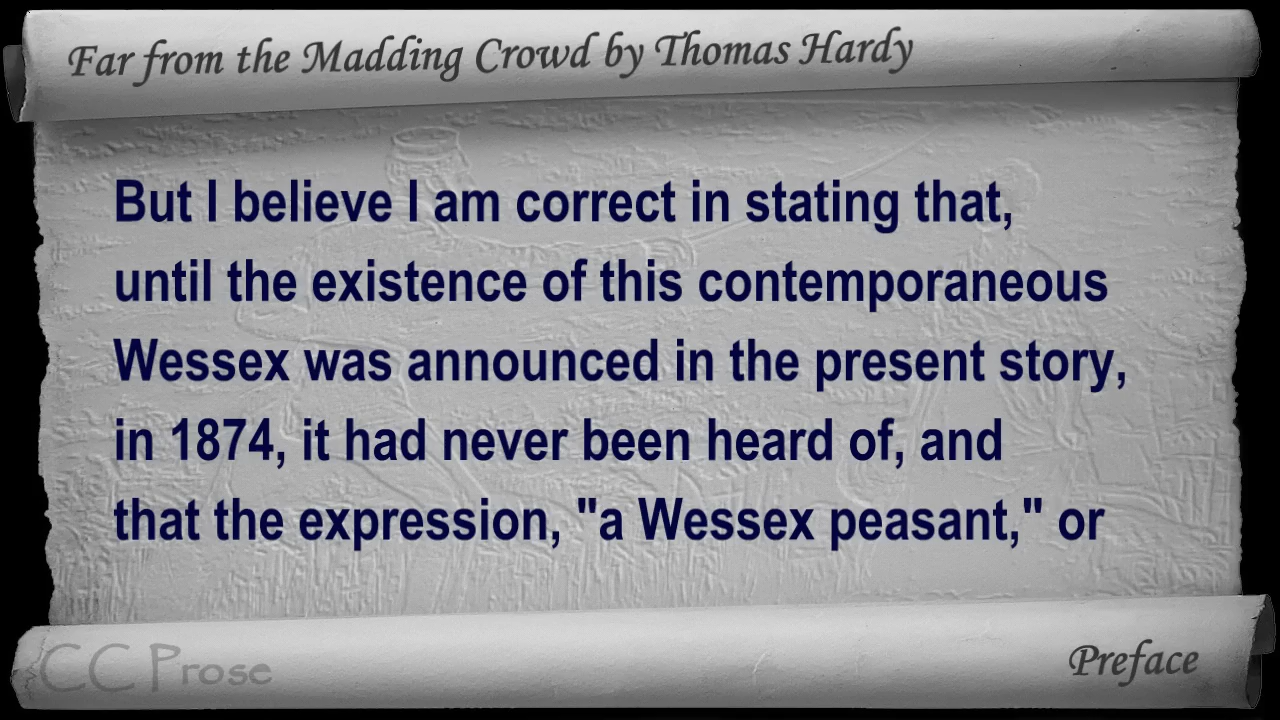 Far from the Madding Crowd by Thomas Hardy
But I believe I am correct in stating that,
until the existence of this contemporaneous
Wessex was announced in the present story,
in 1874, it had never been heard of, and
that the expression, "a Wessex peasant," or
CC Prose
Preface